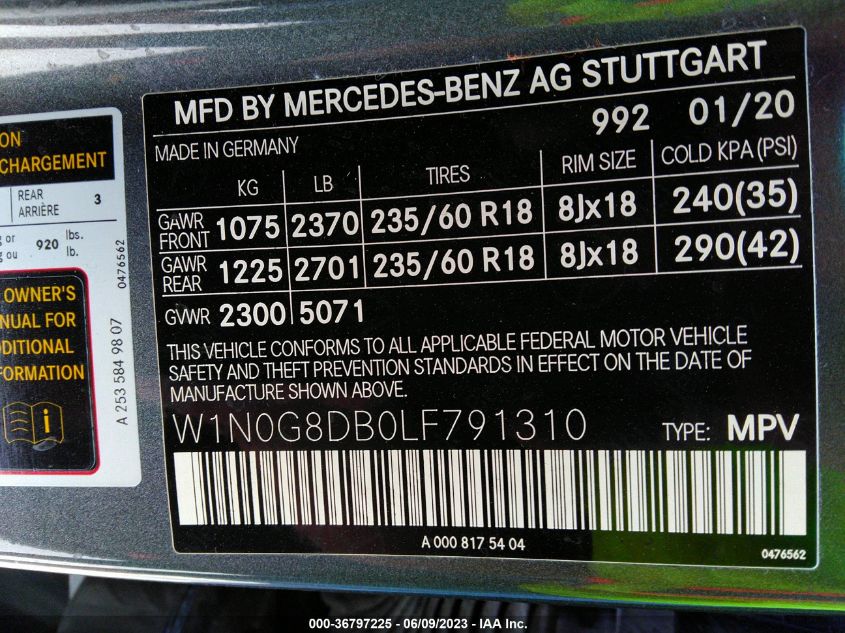 ON
CHARGEMENT
REAR
ARRIÈRE 3
g or 920 lbs.
g ou lb.
0476562
OWNER'S
NUAL FOR
DDITIONAL
FORMATION
A 253 584 98 07
MFD BY MERCEDES-BENZ AG STUTTGART
992 01/20
MADE IN GERMANY
KG LB TIRES RIM SIZE COLD KPA (PSI)
GAWR FRONT 1075 2370 235/60 R18 8Jx18 240(35)
GAWR REAR 1225 2701 235/60 R18 8Jx18 290(42)
GVWR 2300 5071
THIS VEHICLE CONFORMS TO ALL APPLICABLE FEDERAL MOTOR VEHICLE
SAFETY AND THEFT PREVENTION STANDARDS IN EFFECT ON THE DATE OF
MANUFACTURE SHOWN ABOVE.
W1N0G8DB0LF791310 TYPE: MPV
A 000 817 54 04
0476562
000-36797225 - 06/09/2023 - IAA Inc.